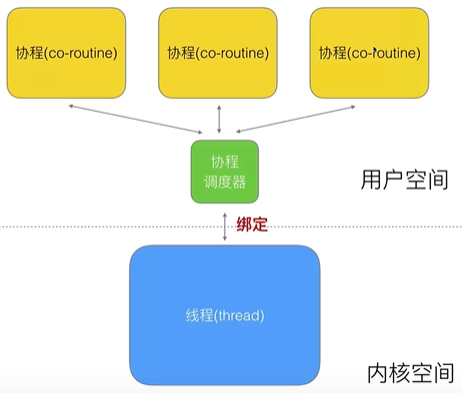 协程(co-routine)
协程(co-routine)
协程(co-routine)
协程
调度器
用户空间
绑定
线程(thread)
内核空间